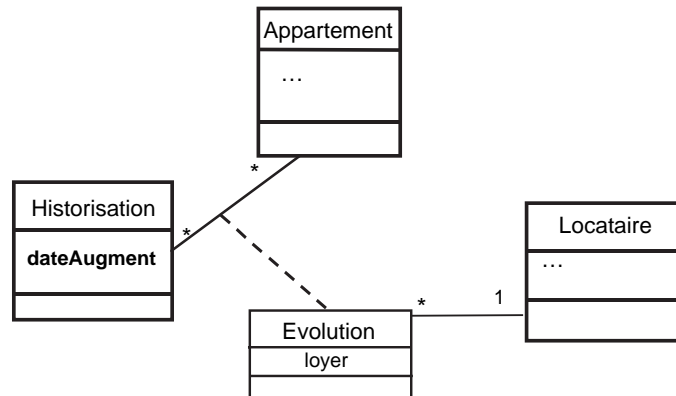 Appartement
…
*
Historisation
*
dateAugment
Locataire
…
*
1
Evolution
loyer